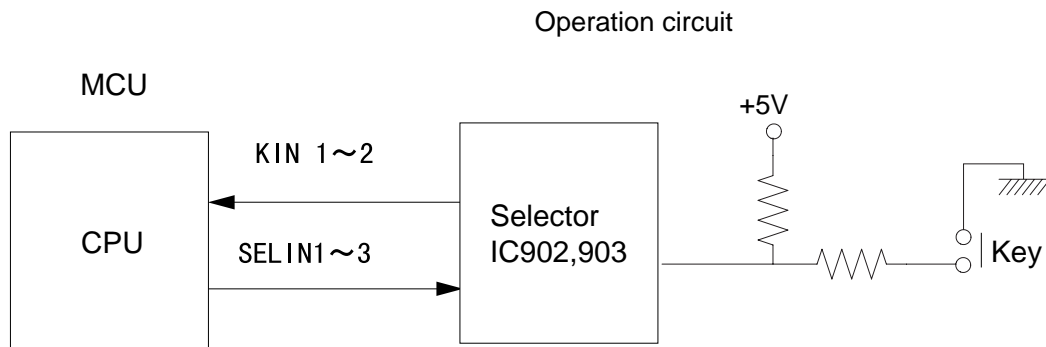 Operation circuit
MCU
+5V
KIN 1～2
CPU
Selector
IC902,903
SELIN1～3
Key